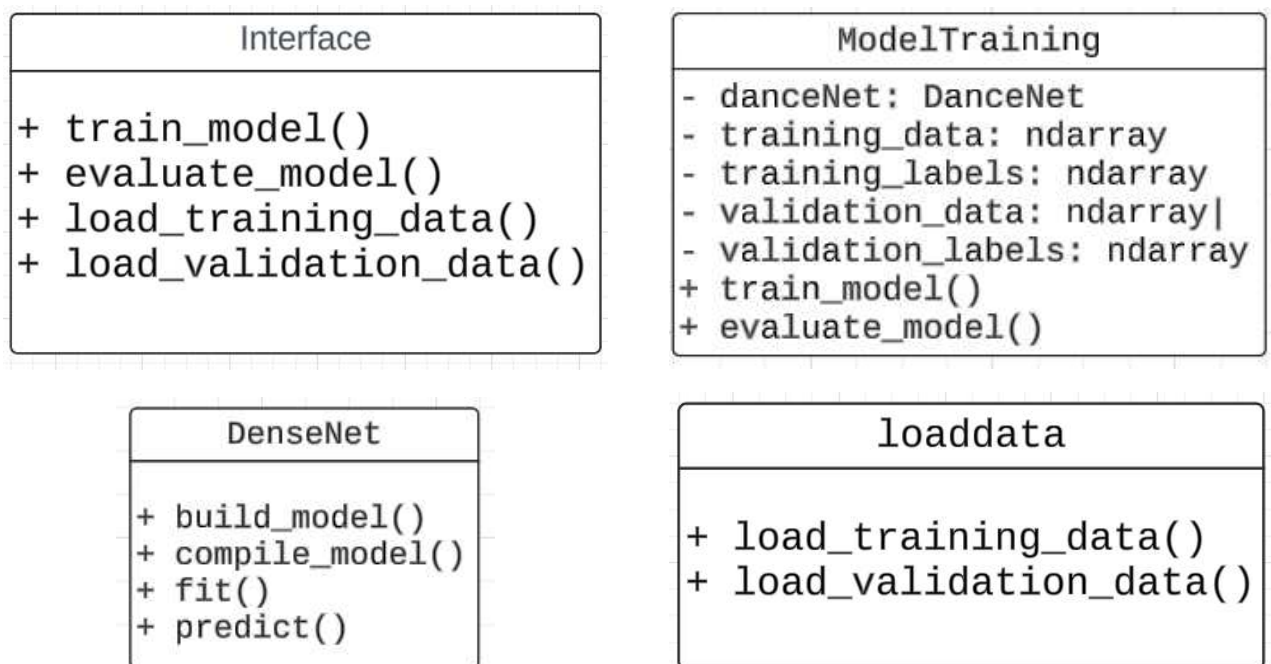 Interface
+ train_model()
+ evaluate_model()
+ load_training_data()
+ load_validation_data()
ModelTraining
- danceNet: DanceNet
- training_data: ndarray
- training_labels: ndarray
- validation_data: ndarray|
- validation_labels: ndarray
+ train_model()
+ evaluate_model()
DenseNet
+ build_model()
+ compile_model()
+ fit()
+ predict()
loaddata
+ load_training_data()
+ load_validation_data()